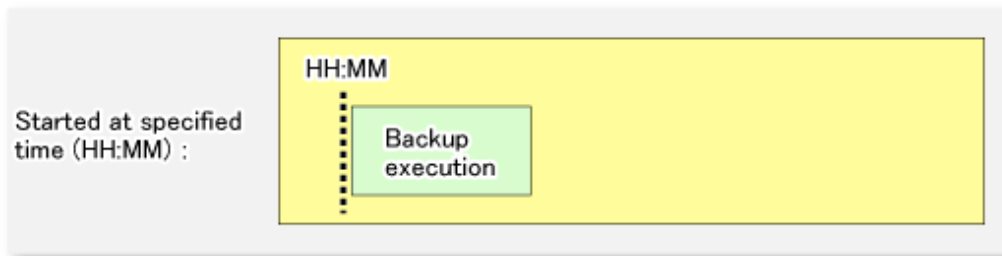 Started at specified
time (HH:MM) :
HH:MM
Backup
execution